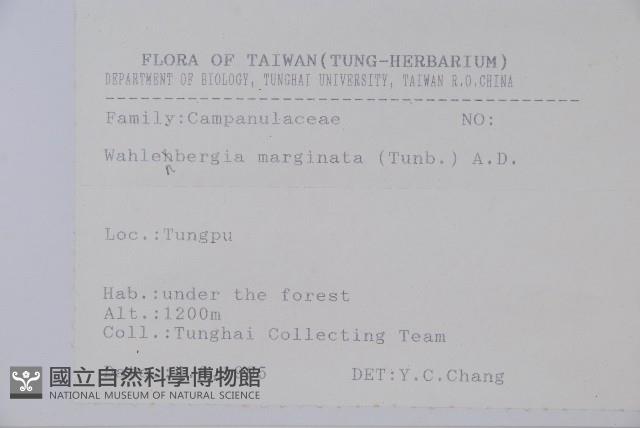 FLORA OF TAIWAN(TUNG-HERBARIUM)
DEPARTMENT OF BIOLOGY, TUNGHAI UNIVERSITY, TAIWAN R.O.CHINA
Family:Campanulaceae NO:
Wahlenbergia marginata (Tunb.) A.D.
n
Loc.:Tungpu
Hab.:under the forest
Alt.:1200m
Coll.:Tunghai Collecting Team
DET:Y.C.Chang
國立自然科學博物館
NATIONAL MUSEUM OF NATURAL SCIENCE